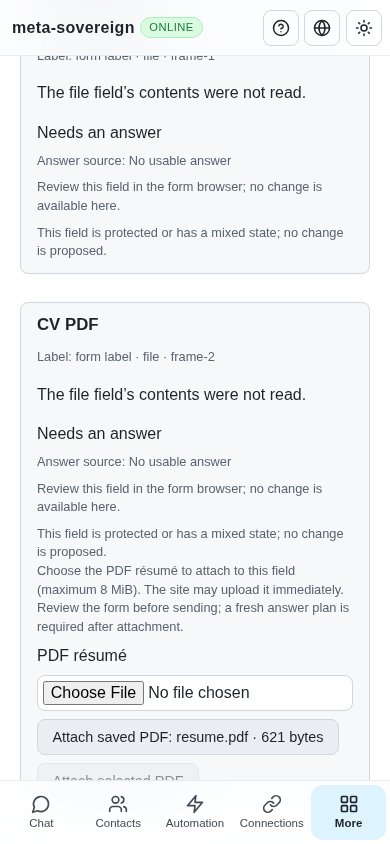 meta-sovereign ONLINE
Label: form label · file · frame-1
The file field’s contents were not read.
Needs an answer
Answer source: No usable answer
Review this field in the form browser; no change is
available here.
This field is protected or has a mixed state; no change
is proposed.
CV PDF
Label: form label · file · frame-2
The file field’s contents were not read.
Needs an answer
Answer source: No usable answer
Review this field in the form browser; no change is
available here.
This field is protected or has a mixed state; no change
is proposed.
Choose the PDF résumé to attach to this field
(maximum 8 MiB). The site may upload it immediately.
Review the form before sending; a fresh answer plan is
required after attachment.
PDF résumé
Choose File No file chosen
Attach saved PDF: resume.pdf · 621 bytes
Attach selected PDF
Chat Contacts Automation Connections More